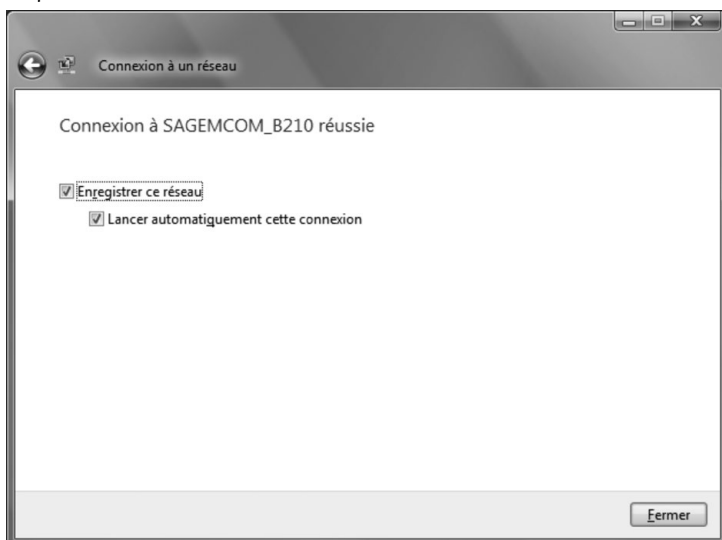 Connexion à un réseau
Connexion à SAGEMCOM_B210 réussie
Enregistrer ce réseau
Lancer automatiquement cette connexion
Fermer